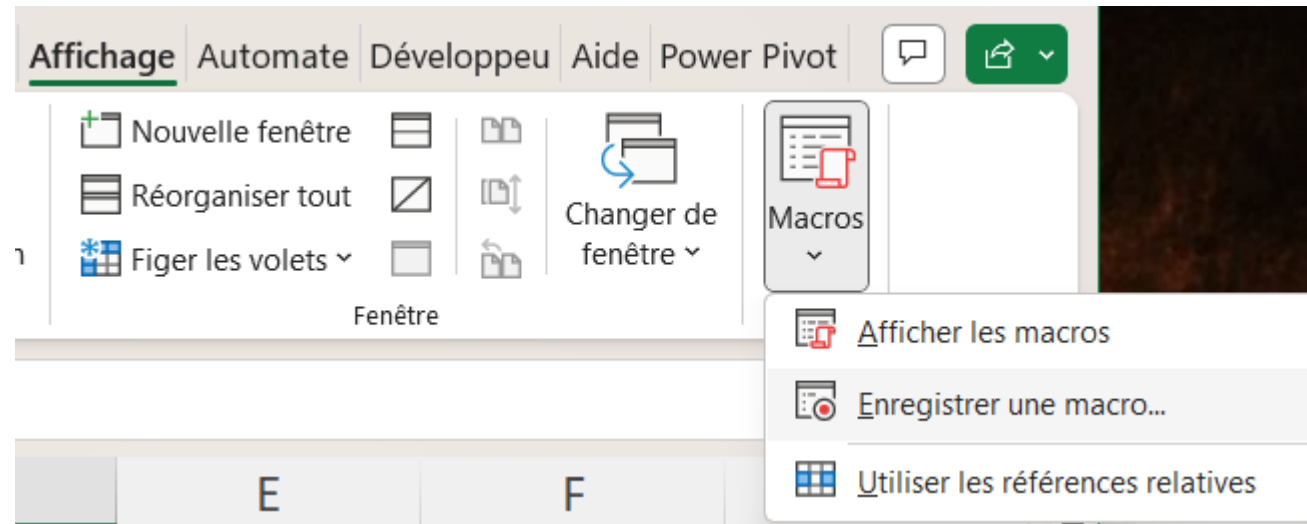 Affichage Automate Développeu Aide Power Pivot
Nouvelle fenêtre
Réorganiser tout
Figer les volets
Changer de
fenêtre
Macros
n
Fenêtre
Afficher les macros
Enregistrer une macro...
Utiliser les références relatives
E F